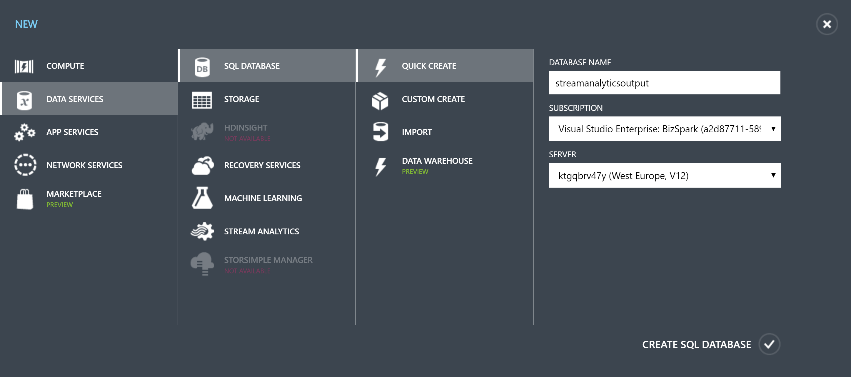 NEW
COMPUTE
DATA SERVICES
APP SERVICES
NETWORK SERVICES
MARKETPLACE
PREVIEW
DB
SQL DATABASE
STORAGE
HDINSIGHT
NOT AVAILABLE
RECOVERY SERVICES
MACHINE LEARNING
STREAM ANALYTICS
STORSIMPLE MANAGER
NOT AVAILABLE
QUICK CREATE
CUSTOM CREATE
IMPORT
DATA WAREHOUSE
PREVIEW
DATABASE NAME
streamanalyticsoutput
SUBSCRIPTION
Visual Studio Enterprise: BizSpark (a2d87711-589
SERVER
ktgqbrv47y (West Europe, V12)
CREATE SQL DATABASE